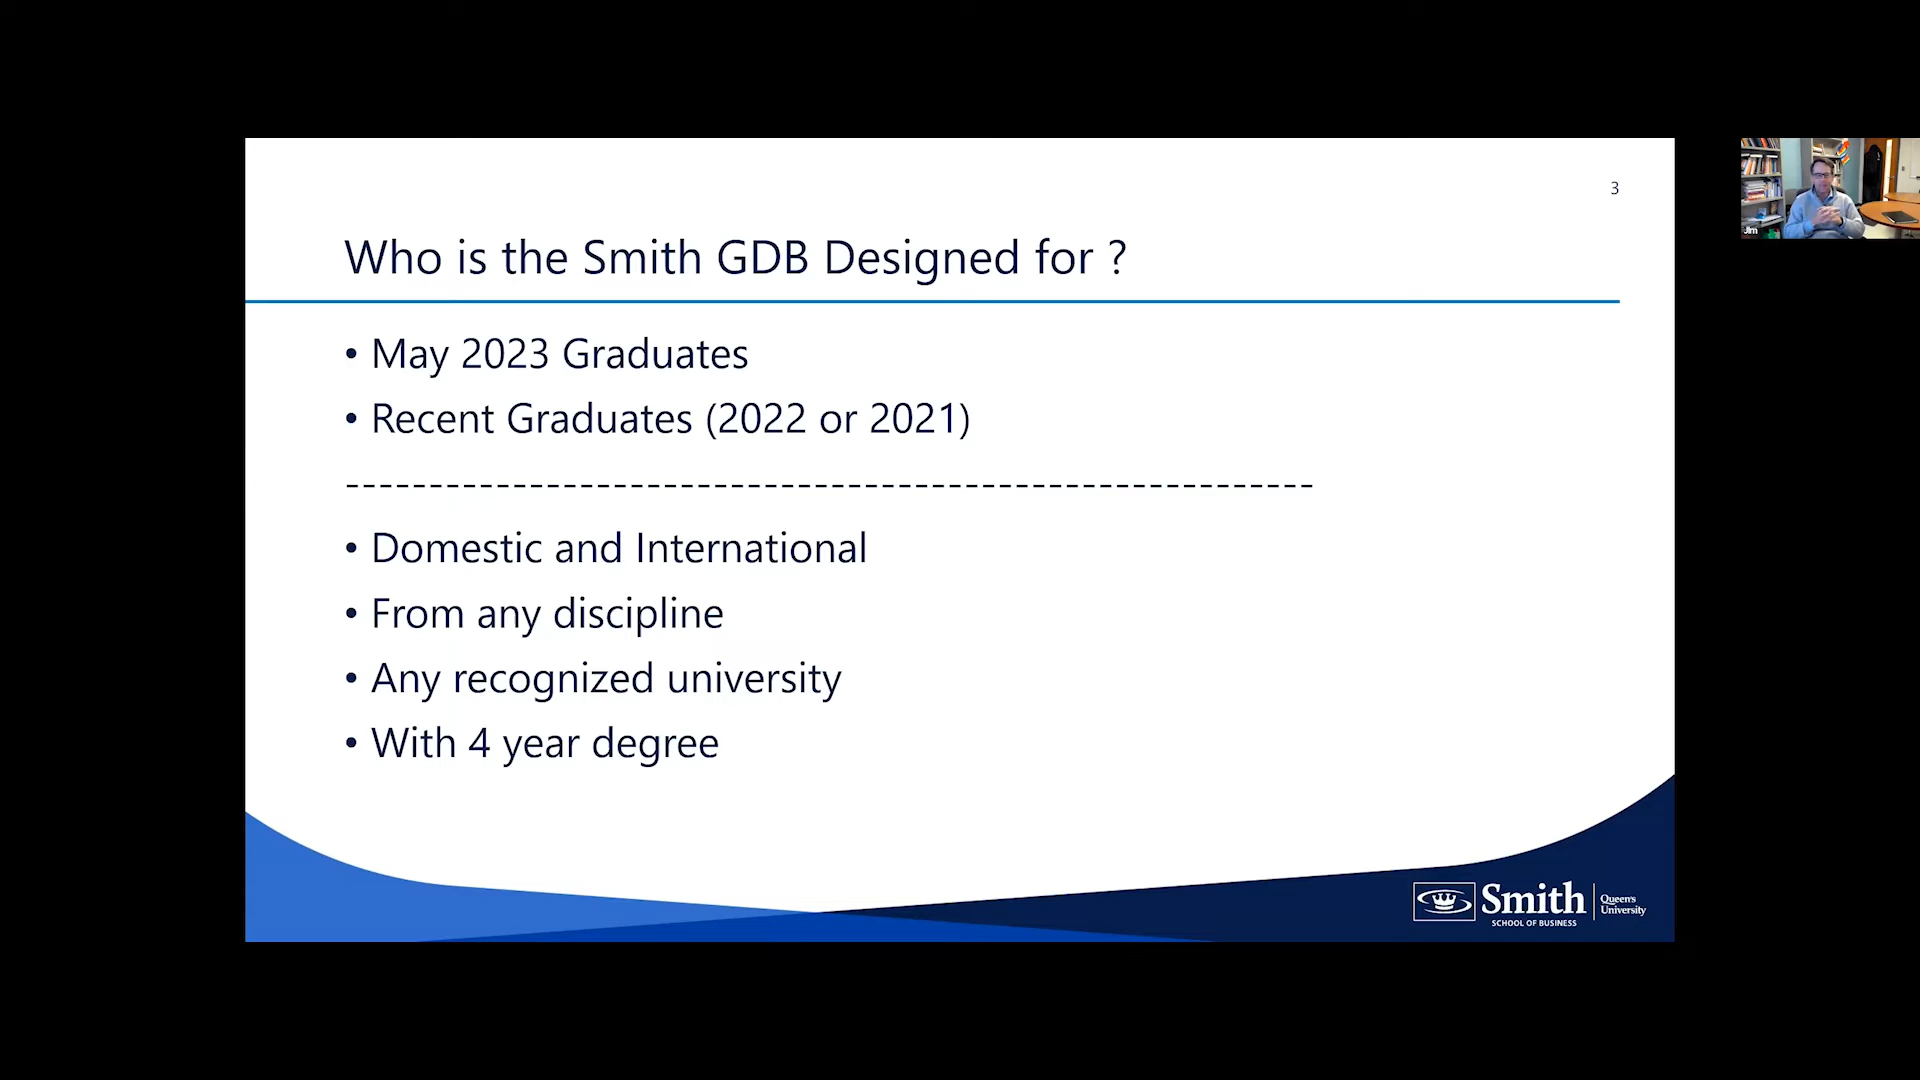 3
Jim
Who is the Smith GDB Designed for ?
• May 2023 Graduates
• Recent Graduates (2022 or 2021)
----------------------------------------------------------
• Domestic and International
• From any discipline
• Any recognized university
• With 4 year degree
Smith
SCHOOL OF BUSINESS
Queen's
University